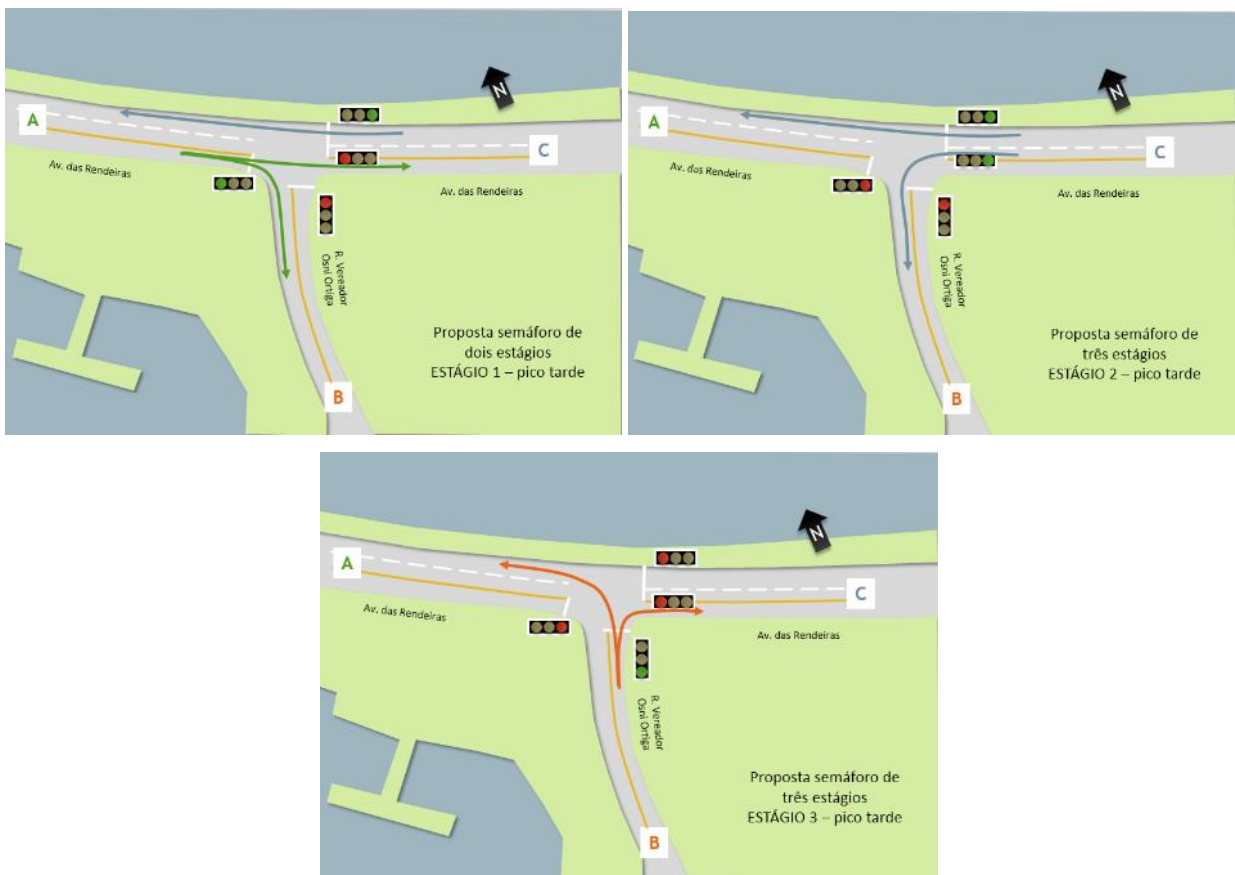 N
A
C
Av. das Rendeiras
Av. das Rendeiras
R. Vereador
Osni Ortiga
Proposta semáforo de
dois estágios
ESTÁGIO 1 – pico tarde
B
N
A
C
Av. das Rendeiras
Av. das Rendeiras
R. Vereador
Osni Ortiga
Proposta semáforo de
três estágios
ESTÁGIO 2 – pico tarde
B
N
A
C
Av. das Rendeiras
Av. das Rendeiras
R. Vereador
Osni Ortiga
Proposta semáforo de
três estágios
ESTÁGIO 3 – pico tarde
B